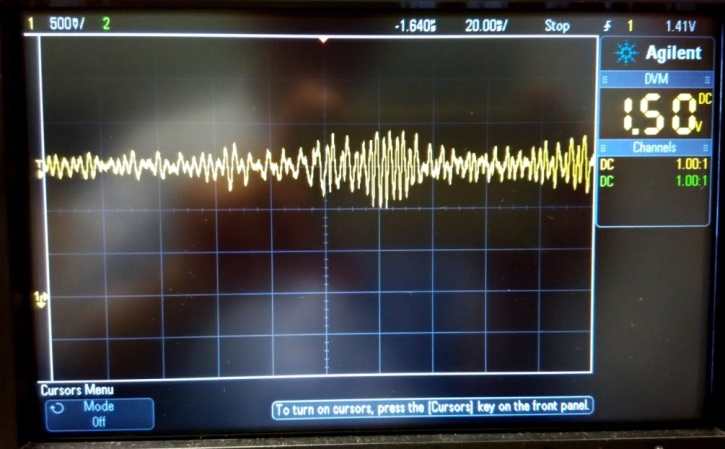 1 500V/ 2 -1.640s 20.00s/ Stop 1 1.41V
Agilent
DVM
DC
1.50V
Channels
DC 1.00:1
DC 1.00:1
T
Cursors Menu
Mode
Off
To turn on cursors, press the [Cursors] key on the front panel.